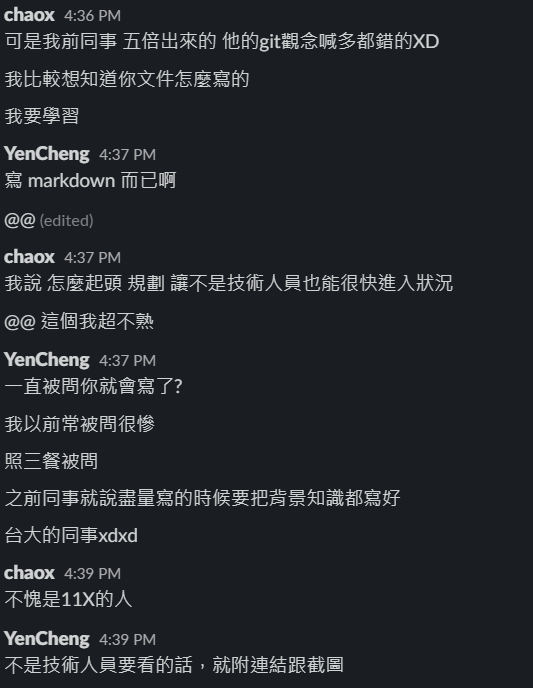 chaox 4:36 PM
可是我前同事 五倍出來的 他的git觀念喊多都錯的XD
我比較想知道你文件怎麼寫的
我要學習
YenCheng 4:37 PM
寫 markdown 而已啊
@@ (edited)
chaox 4:37 PM
我說 怎麼起頭 規劃 讓不是技術人員也能很快進入狀況
@@ 這個我超不熟
YenCheng 4:37 PM
一直被問你就會寫了?
我以前常被問很慘
照三餐被問
之前同事就說盡量寫的時候要把背景知識都寫好
台大的同事xdxd
chaox 4:39 PM
不愧是11X的人
YenCheng 4:39 PM
不是技術人員要看的話，就附連結跟截圖